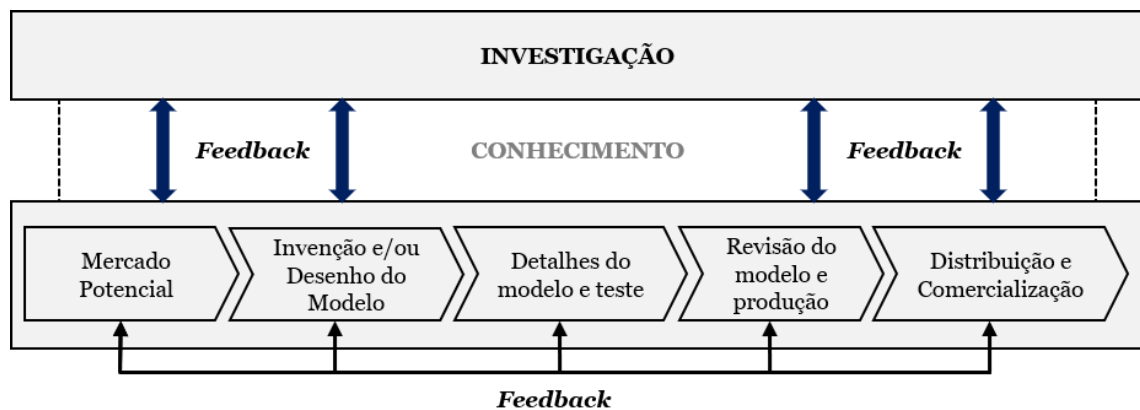 INVESTIGAÇÃO
Feedback
CONHECIMENTO
Feedback
Mercado
Potencial
Invenção e/ou
Desenho do
Modelo
Detalhes do
modelo e teste
Revisão do
modelo e
produção
Distribuição e
Comercialização
Feedback